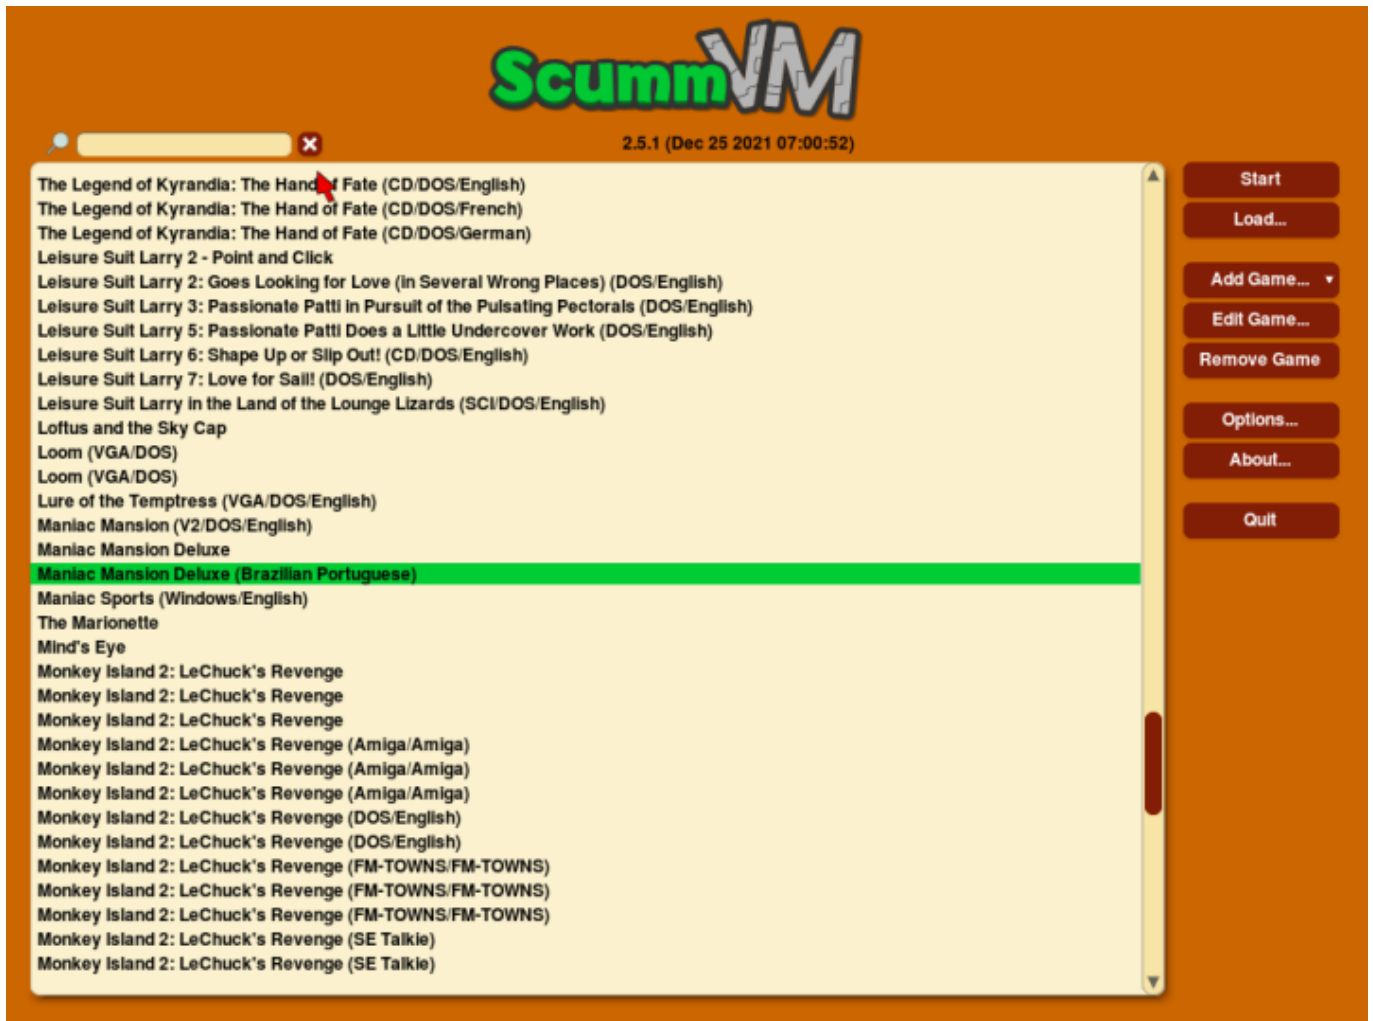 ScummVM
2.5.1 (Dec 25 2021 07:00:52)
The Legend of Kyrandia: The Hand of Fate (CD/DOS/English)
The Legend of Kyrandia: The Hand of Fate (CD/DOS/French)
The Legend of Kyrandia: The Hand of Fate (CD/DOS/German)
Leisure Suit Larry 2 - Point and Click
Leisure Suit Larry 2: Goes Looking for Love (in Several Wrong Places) (DOS/English)
Leisure Suit Larry 3: Passionate Patti in Pursuit of the Pulsating Pectorals (DOS/English)
Leisure Suit Larry 5: Passionate Patti Does a Little Undercover Work (DOS/English)
Leisure Suit Larry 6: Shape Up or Slip Out! (CD/DOS/English)
Leisure Suit Larry 7: Love for Sail! (DOS/English)
Leisure Suit Larry in the Land of the Lounge Lizards (SCI/DOS/English)
Loftus and the Sky Cap
Loom (VGA/DOS)
Loom (VGA/DOS)
Lure of the Temptress (VGA/DOS/English)
Maniac Mansion (V2/DOS/English)
Maniac Mansion Deluxe
Maniac Mansion Deluxe (Brazilian Portuguese)
Maniac Sports (Windows/English)
The Marionette
Mind's Eye
Monkey Island 2: LeChuck's Revenge
Monkey Island 2: LeChuck's Revenge
Monkey Island 2: LeChuck's Revenge
Monkey Island 2: LeChuck's Revenge (Amiga/Amiga)
Monkey Island 2: LeChuck's Revenge (Amiga/Amiga)
Monkey Island 2: LeChuck's Revenge (Amiga/Amiga)
Monkey Island 2: LeChuck's Revenge (DOS/English)
Monkey Island 2: LeChuck's Revenge (DOS/English)
Monkey Island 2: LeChuck's Revenge (FM-TOWNS/FM-TOWNS)
Monkey Island 2: LeChuck's Revenge (FM-TOWNS/FM-TOWNS)
Monkey Island 2: LeChuck's Revenge (FM-TOWNS/FM-TOWNS)
Monkey Island 2: LeChuck's Revenge (SE Talkie)
Monkey Island 2: LeChuck's Revenge (SE Talkie)
Start
Load...
Add Game...
Edit Game...
Remove Game
Options...
About...
Quit